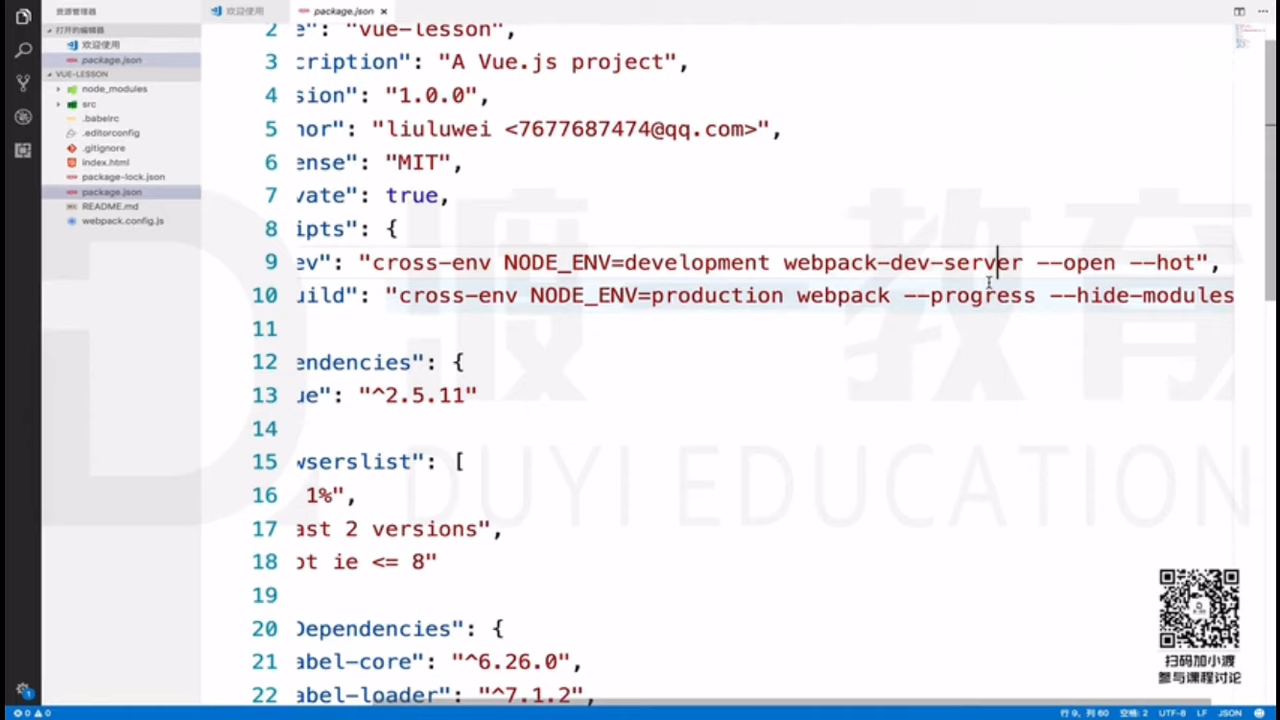 资源管理器
打开的编辑器
欢迎使用
package.json
VUE-LESSON
node_modules
src
.babelrc
.editorconfig
.gitignore
index.html
package-lock.json
package.json
README.md
webpack.config.js
欢迎使用
package.json ×
2 e": "vue-lesson",
3 cription": "A Vue.js project",
4 sion": "1.0.0",
5 hor": "liuluwei <7677687474@qq.com>",
6 ense": "MIT",
7 vate": true,
8 ipts": {
9 ev": "cross-env NODE_ENV=development webpack-dev-server --open --hot",
10 uild": "cross-env NODE_ENV=production webpack --progress --hide-modules
11
12 endencies": {
13 ue": "^2.5.11"
14
15 wserslist": [
16 1%",
17 ast 2 versions",
18 ot ie <= 8"
19
20 Dependencies": {
21 abel-core": "^6.26.0",
22 abel-loader": "^7.1.2",
渡 教育
DUYI EDUCATION
扫码加小渡
参与课程讨论
1
0 0
行 9，列 60 空格: 2 UTF-8 LF JSON